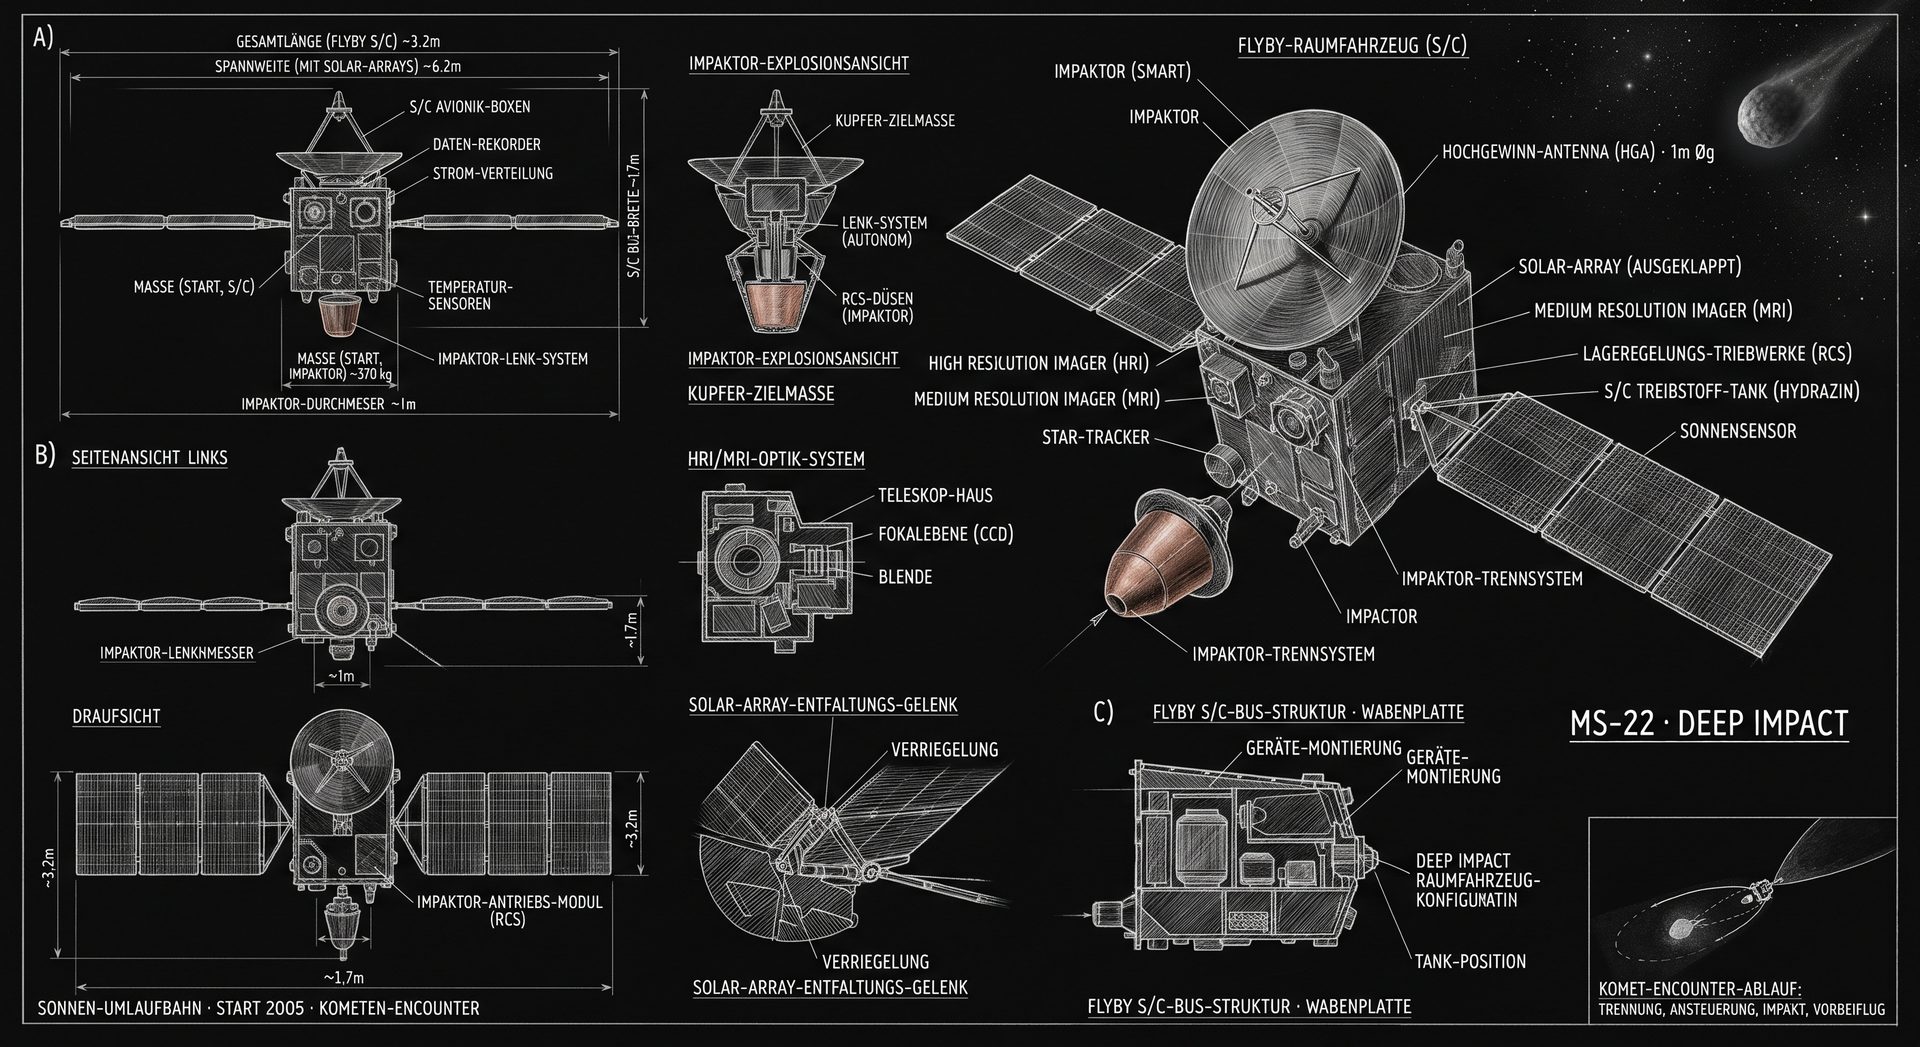 A)
GESAMTLÄNGE (FLYBY S/C) ~3.2m
SPANNWEITE (MIT SOLAR-ARRAYS) ~6.2m
S/C AVIONIK-BOXEN
DATEN-REKORDER
STROM-VERTEILUNG
MASSE (START, S/C)
TEMPERATUR-
SENSOREN
MASSE (START,
IMPAKTOR) ~370 kg
IMPAKTOR-LENK-SYSTEM
IMPAKTOR-DURCHMESER ~1m
~1.7m
IMPAKTOR-EXPLOSIONSANSICHT
KUPFER-ZIELMASSE
LENK-SYSTEM
(AUTONOM)
RCS-DÜSEN
(IMPAKTOR)
IMPAKTOR-EXPLOSIONSANSICHT
KUPFER-ZIELMASSE
FLYBY-RAUMFAHRZEUG (S/C)
IMPAKTOR (SMART)
IMPAKTOR
HOCHGEWINN-ANTENNA (HGA) · 1m Øg
SOLAR-ARRAY (AUSGEKLAPPT)
MEDIUM RESOLUTION IMAGER (MRI)
LAGEREGELUNGS-TRIEBWERKE (RCS)
S/C TREIBSTOFF-TANK (HYDRAZIN)
SONNENSENSOR
HIGH RESILUTION IMAGER (HRI)
MEDIUM RESOLUTION IMAGER (MRI)
STAR-TRACKER
IMPAKTOR-TRENNSYSTEM
IMPACTOR
IMPAKTOR-TRENNSYSTEM
B) SEITENANSICHT LINKS
IMPAKTOR-LENKHMESSER
~1m
~1.7m
HRI/MRI-OPTIK-SYSTEM
TELESKOP-HAUS
FOKALEBENE (CCD)
BLENDE
DRAUFSICHT
~3,2m
~3.2m
IMPAKTOR-ANTRIEBS-MODUL
(RCS)
~1,7m
SONNEN-UMLAUFBAHN · START 2005 · KOMETEN-ENCOUNTER
SOLAR-ARRAY-ENTFALTUNGS-GELENK
VERRIEGELUNG
VERRIEGELUNG
SOLAR-ARRAY-ENTFALTUNGS-GELENK
C)
FLYBY S/C-BUS-STRUKTUR · WABENPLATTE
GERÄTE-MONTIERUNG
GERÄTE-
MONTIERUNG
DEEP IMPACT
RAUMFAHRZEUG-
TANK-POSITION
FLYBY S/C-BUS-STRUKTUR · WABENPLATTE
MS-22 · DEEP IMPACT
KOMET-ENCOUNTER-ABLAUF:
TRENNUNG, ANSTEUERUNG, IMPAKT, VORBEIFLUG